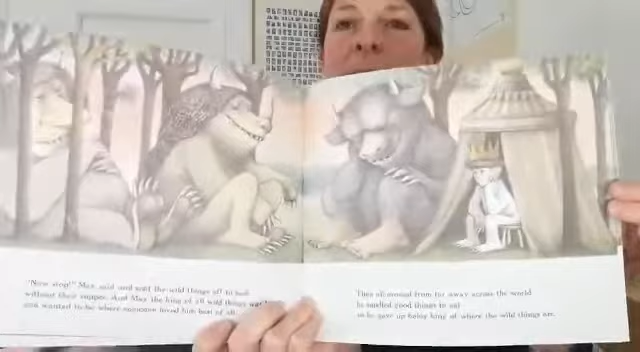 "Now stop!" Max said and sent the wild things off to bed
without their supper. And Max the king of all wild things was
and wanted to be where someone loved him best of all.
Then all around from far away across the world
he smelled good things to eat
so he gave up being king of where the wild things are.